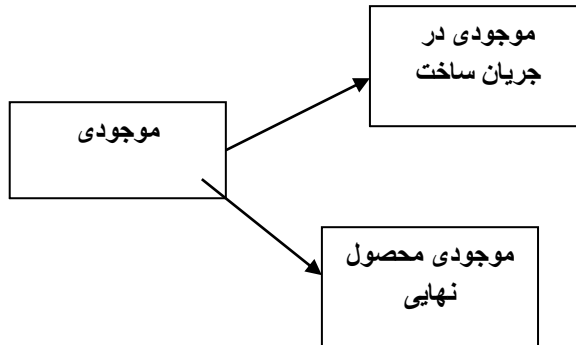 موجودی در
جریان ساخت
موجودی
موجودی محصول
نهایی